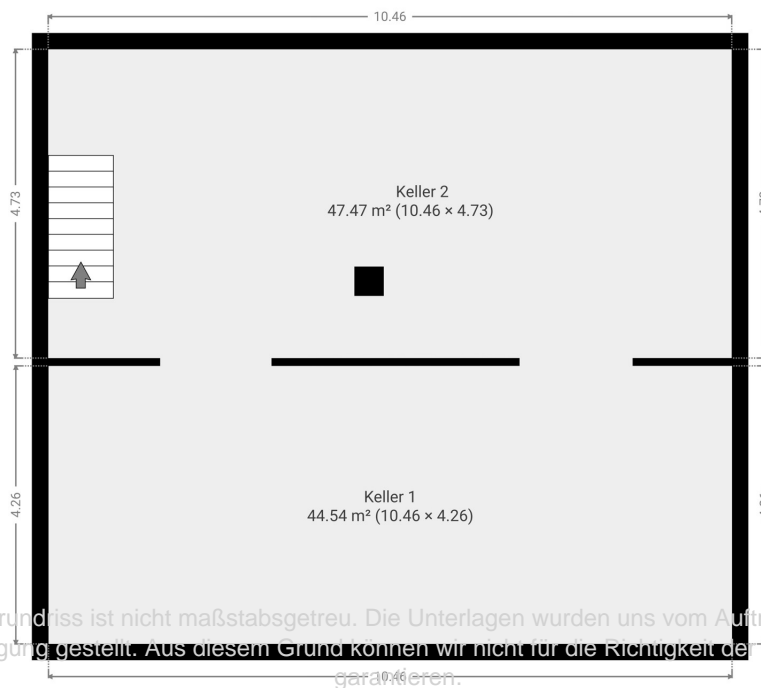 10.46
4.73
Keller 2
47.47 m² (10.46 × 4.73)
4.26
Keller 1
44.54 m² (10.46 × 4.26)
rundriss ist nicht maßstabsgetreu. Die Unterlagen wurden uns vom Auftr
gung gestellt. Aus diesem Grund können wir nicht für die Richtigkeit der
garantieren.
10.46